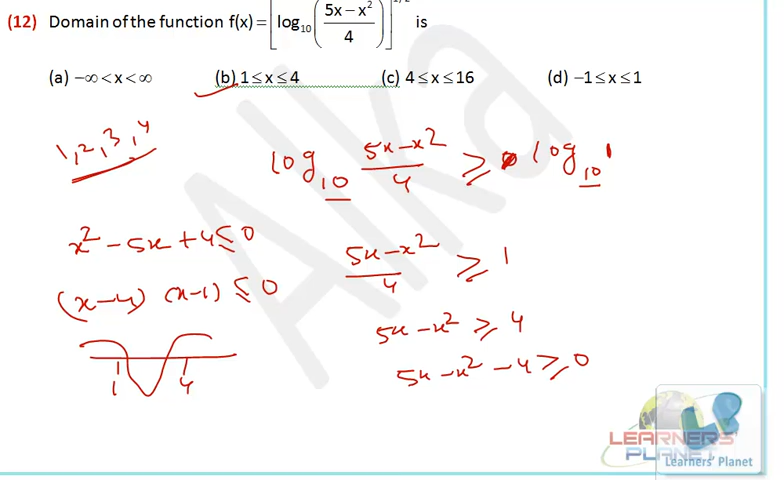 (12) Domain of the function f(x) = [log₁₀((5x − x²)/4)]^1/2 is
(a) −∞ < x < ∞ (b) 1 ≤ x ≤ 4 (c) 4 ≤ x ≤ 16 (d) −1 ≤ x ≤ 1
1, 2, 3, 4
log₁₀ (5x − x²)/4 ≥ log₁₀ 1
x² − 5x + 4 ≤ 0
(5x − x²)/4 ≥ 1
(x − 4) (x − 1) ≤ 0
5x − x² ≥ 4
5x − x² − 4 ≥ 0
1 4
Alka
LEARNERS
PLANET
Learners' Planet